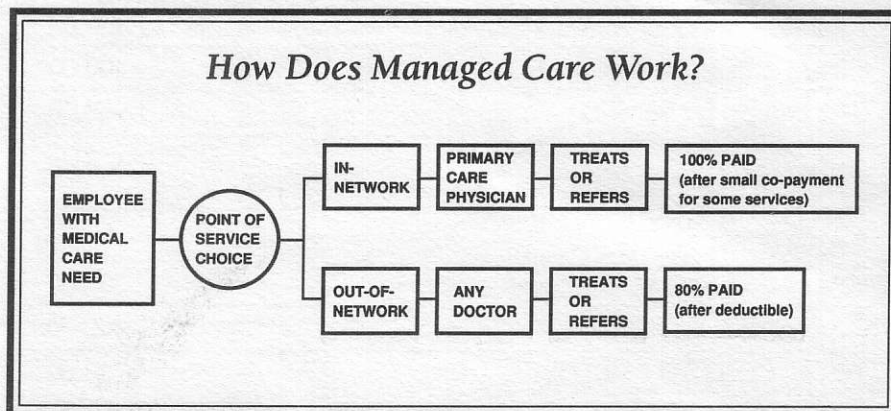 How Does Managed Care Work?
EMPLOYEE
WITH
MEDICAL
CARE
NEED
POINT OF
SERVICE
CHOICE
IN-
NETWORK
PRIMARY
CARE
PHYSICIAN
TREATS
OR
REFERS
100% PAID
(after small co-payment
for some services)
OUT-OF-
NETWORK
ANY
DOCTOR
TREATS
OR
REFERS
80% PAID
(after deductible)